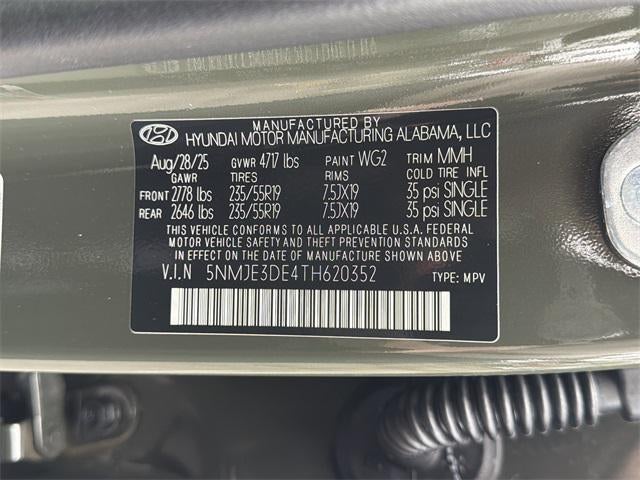 MANUFACTURED BY
HYUNDAI MOTOR MANUFACTURING ALABAMA, LLC
Aug/28/25 GVWR 4717 lbs PAINT WG2 TRIM MMH
GAWR TIRES RIMS COLD TIRE INFL
FRONT 2778 lbs 235/55R19 7.5JX19 35 psi SINGLE
REAR 2646 lbs 235/55R19 7.5JX19 35 psi SINGLE
THIS VEHICLE CONFORMS TO ALL APPLICABLE U.S.A. FEDERAL
MOTOR VEHICLE SAFETY AND THEFT PREVENTION STANDARDS
IN EFFECT ON THE DATE OF MANUFACTURE SHOWN ABOVE.
V.I.N 5NMJE3DE4TH620352 TYPE: MPV